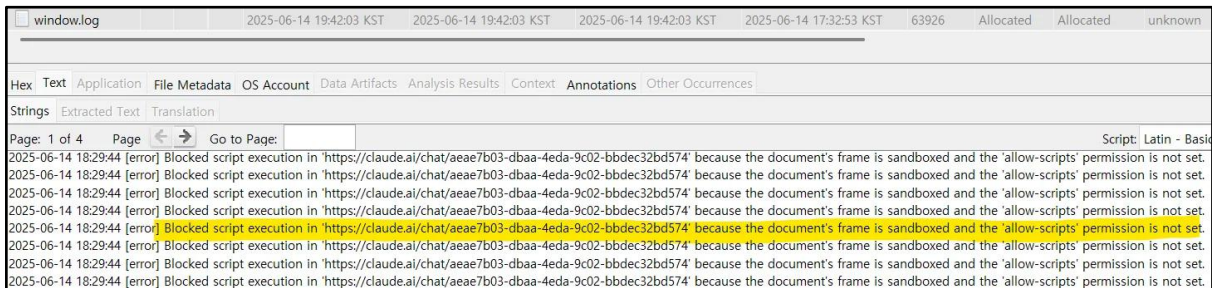 window.log 2025-06-14 19:42:03 KST 2025-06-14 19:42:03 KST 2025-06-14 19:42:03 KST 2025-06-14 17:32:53 KST 63926 Allocated Allocated unknown
Hex Text Application File Metadata OS Account Data Artifacts Analysis Results Context Annotations Other Occurrences
Strings Extracted Text Translation
Page: 1 of 4 Page Go to Page: Script: Latin - Basic
2025-06-14 18:29:44 [error] Blocked script execution in 'https://claude.ai/chat/aeae7b03-dbaa-4eda-9c02-bbdec32bd574' because the document's frame is sandboxed and the 'allow-scripts' permission is not set.
2025-06-14 18:29:44 [error] Blocked script execution in 'https://claude.ai/chat/aeae7b03-dbaa-4eda-9c02-bbdec32bd574' because the document's frame is sandboxed and the 'allow-scripts' permission is not set.
2025-06-14 18:29:44 [error] Blocked script execution in 'https://claude.ai/chat/aeae7b03-dbaa-4eda-9c02-bbdec32bd574' because the document's frame is sandboxed and the 'allow-scripts' permission is not set.
2025-06-14 18:29:44 [error] Blocked script execution in 'https://claude.ai/chat/aeae7b03-dbaa-4eda-9c02-bbdec32bd574' because the document's frame is sandboxed and the 'allow-scripts' permission is not set.
2025-06-14 18:29:44 [error] Blocked script execution in 'https://claude.ai/chat/aeae7b03-dbaa-4eda-9c02-bbdec32bd574' because the document's frame is sandboxed and the 'allow-scripts' permission is not set.
2025-06-14 18:29:44 [error] Blocked script execution in 'https://claude.ai/chat/aeae7b03-dbaa-4eda-9c02-bbdec32bd574' because the document's frame is sandboxed and the 'allow-scripts' permission is not set.
2025-06-14 18:29:44 [error] Blocked script execution in 'https://claude.ai/chat/aeae7b03-dbaa-4eda-9c02-bbdec32bd574' because the document's frame is sandboxed and the 'allow-scripts' permission is not set.
2025-06-14 18:29:44 [error] Blocked script execution in 'https://claude.ai/chat/aeae7b03-dbaa-4eda-9c02-bbdec32bd574' because the document's frame is sandboxed and the 'allow-scripts' permission is not set.